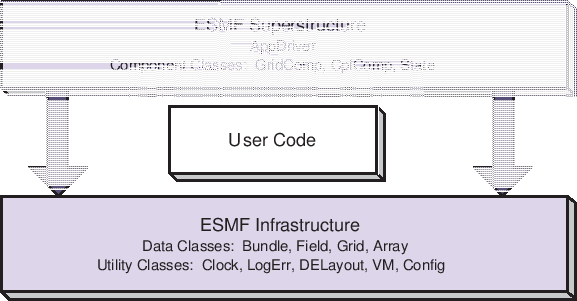 ESMF Superstructure
AppDriver
Component Classes:  GridComp, CplComp, State
User Code
ESMF Infrastructure
Data Classes:  Bundle, Field, Grid, Array
Utility Classes:  Clock, LogErr, DELayout, VM, Config